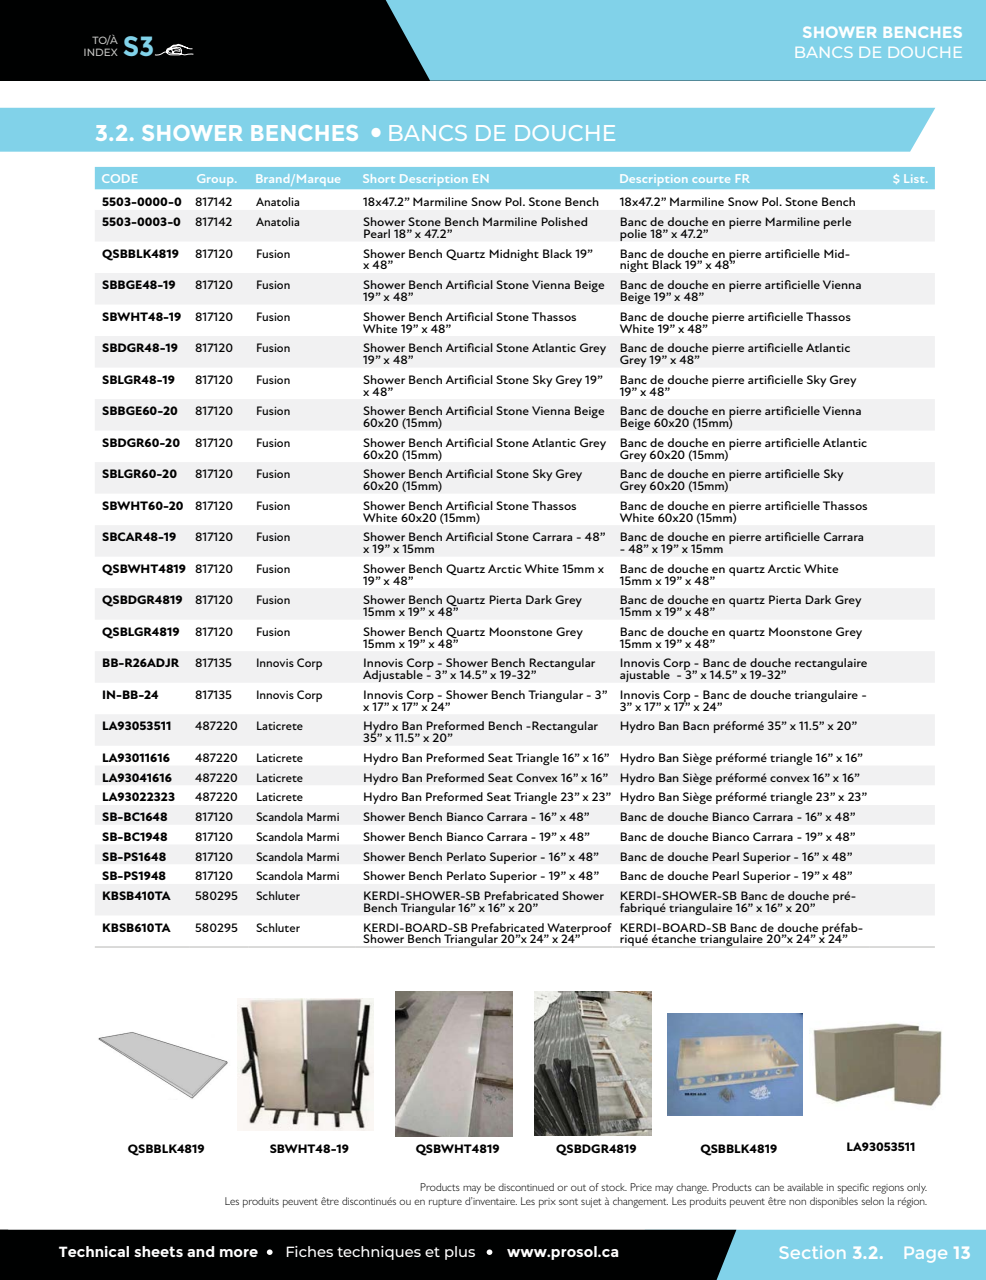 TO/À
INDEX S3
SHOWER BENCHES
BANCS DE DOUCHE
3.2. SHOWER BENCHES • BANCS DE DOUCHE
CODE Group. Brand/Marque Short Description EN Description courte FR $ List.
5503-0000-0 817142 Anatolia 18x47.2” Marmiline Snow Pol. Stone Bench 18x47.2” Marmiline Snow Pol. Stone Bench
5503-0003-0 817142 Anatolia Shower Stone Bench Marmiline Polished Banc de douche en pierre Marmiline perle
Pearl 18” x 47.2” polie 18” x 47.2”
QSBBLK4819 817120 Fusion Shower Bench Quartz Midnight Black 19” Banc de douche en pierre artificielle Mid-
x 48” night Black 19” x 48”
SBBGE48-19 817120 Fusion Shower Bench Artificial Stone Vienna Beige Banc de douche en pierre artificielle Vienna
19” x 48” Beige 19” x 48”
SBWHT48-19 817120 Fusion Shower Bench Artificial Stone Thassos Banc de douche pierre artificielle Thassos
White 19” x 48” White 19” x 48”
SBDGR48-19 817120 Fusion Shower Bench Artificial Stone Atlantic Grey Banc de douche pierre artificielle Atlantic
19” x 48” Grey 19” x 48”
SBLGR48-19 817120 Fusion Shower Bench Artificial Stone Sky Grey 19” Banc de douche pierre artificielle Sky Grey
x 48” 19” x 48”
SBBGE60-20 817120 Fusion Shower Bench Artificial Stone Vienna Beige Banc de douche en pierre artificielle Vienna
60x20 (15mm) Beige 60x20 (15mm)
SBDGR60-20 817120 Fusion Shower Bench Artificial Stone Atlantic Grey Banc de douche en pierre artificielle Atlantic
60x20 (15mm) Grey 60x20 (15mm)
SBLGR60-20 817120 Fusion Shower Bench Artificial Stone Sky Grey Banc de douche en pierre artificielle Sky
60x20 (15mm) Grey 60x20 (15mm)
SBWHT60-20 817120 Fusion Shower Bench Artificial Stone Thassos Banc de douche en pierre artificielle Thassos
White 60x20 (15mm) White 60x20 (15mm)
SBCAR48-19 817120 Fusion Shower Bench Artificial Stone Carrara - 48” Banc de douche en pierre artificielle Carrara
x 19” x 15mm - 48” x 19” x 15mm
QSBWHT4819 817120 Fusion Shower Bench Quartz Arctic White 15mm x Banc de douche en quartz Arctic White
19” x 48” 15mm x 19” x 48”
QSBDGR4819 817120 Fusion Shower Bench Quartz Pierta Dark Grey Banc de douche en quartz Pierta Dark Grey
15mm x 19” x 48” 15mm x 19” x 48”
QSBLGR4819 817120 Fusion Shower Bench Quartz Moonstone Grey Banc de douche en quartz Moonstone Grey
15mm x 19” x 48” 15mm x 19” x 48”
BB-R26ADJR 817135 Innovis Corp Innovis Corp - Shower Bench Rectangular Innovis Corp - Banc de douche rectangulaire
Adjustable - 3” x 14.5” x 19-32” ajustable - 3” x 14.5” x 19-32”
IN-BB-24 817135 Innovis Corp Innovis Corp - Shower Bench Triangular - 3” Innovis Corp - Banc de douche triangulaire -
x 17” x 17” x 24” 3” x 17” x 17” x 24”
LA93053511 487220 Laticrete Hydro Ban Preformed Bench -Rectangular Hydro Ban Bacn préformé 35” x 11.5” x 20”
35” x 11.5” x 20”
LA93011616 487220 Laticrete Hydro Ban Preformed Seat Triangle 16” x 16” Hydro Ban Siège préformé triangle 16” x 16”
LA93041616 487220 Laticrete Hydro Ban Preformed Seat Convex 16” x 16” Hydro Ban Siège préformé convex 16” x 16”
LA93022323 487220 Laticrete Hydro Ban Preformed Seat Triangle 23” x 23” Hydro Ban Siège préformé triangle 23” x 23”
SB-BC1648 817120 Scandola Marmi Shower Bench Bianco Carrara - 16” x 48” Banc de douche Bianco Carrara - 16” x 48”
SB-BC1948 817120 Scandola Marmi Shower Bench Bianco Carrara - 19” x 48” Banc de douche Bianco Carrara - 19” x 48”
SB-PS1648 817120 Scandola Marmi Shower Bench Perlato Superior - 16” x 48” Banc de douche Pearl Superior - 16” x 48”
SB-PS1948 817120 Scandola Marmi Shower Bench Perlato Superior - 19” x 48” Banc de douche Pearl Superior - 19” x 48”
KBSB410TA 580295 Schluter KERDI-SHOWER-SB Prefabricated Shower KERDI-SHOWER-SB Banc de douche pré-
Bench Triangular 16” x 16” x 20” fabriqué triangulaire 16” x 16” x 20”
KBSB610TA 580295 Schluter KERDI-BOARD-SB Prefabricated Waterproof KERDI-BOARD-SB Banc de douche préfab-
Shower Bench Triangular 20”x 24” x 24” riqué étanche triangulaire 20”x 24” x 24”
QSBBLK4819 SBWHT48-19 QSBWHT4819 QSBDGR4819 QSBBLK4819 LA93053511
Products may be discontinued or out of stock. Price may change. Products can be available in specific regions only.
Les produits peuvent être discontinués ou en rupture d’inventaire. Les prix sont sujet à changement. Les produits peuvent être non disponibles selon la région.
Technical sheets and more • Fiches techniques et plus • www.prosol.ca
Section 3.2. Page 13